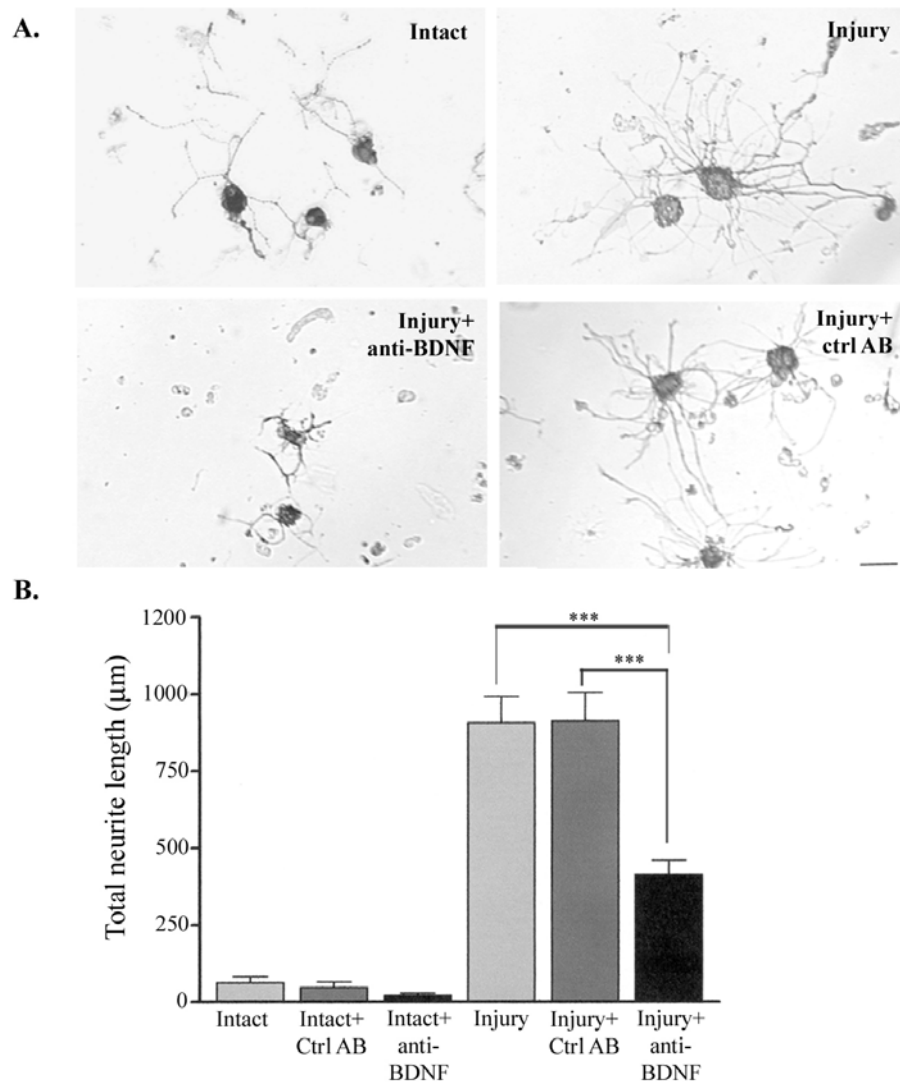 A.
Intact
Injury
Injury+
anti-BDNF
Injury+
ctrl AB
B.
Total neurite length (μm)
1200
1000
750
500
250
0
***
***
Intact
Intact+
Ctrl AB
Intact+
anti-
BDNF
Injury
Injury+
Ctrl AB
Injury+
anti-
BDNF